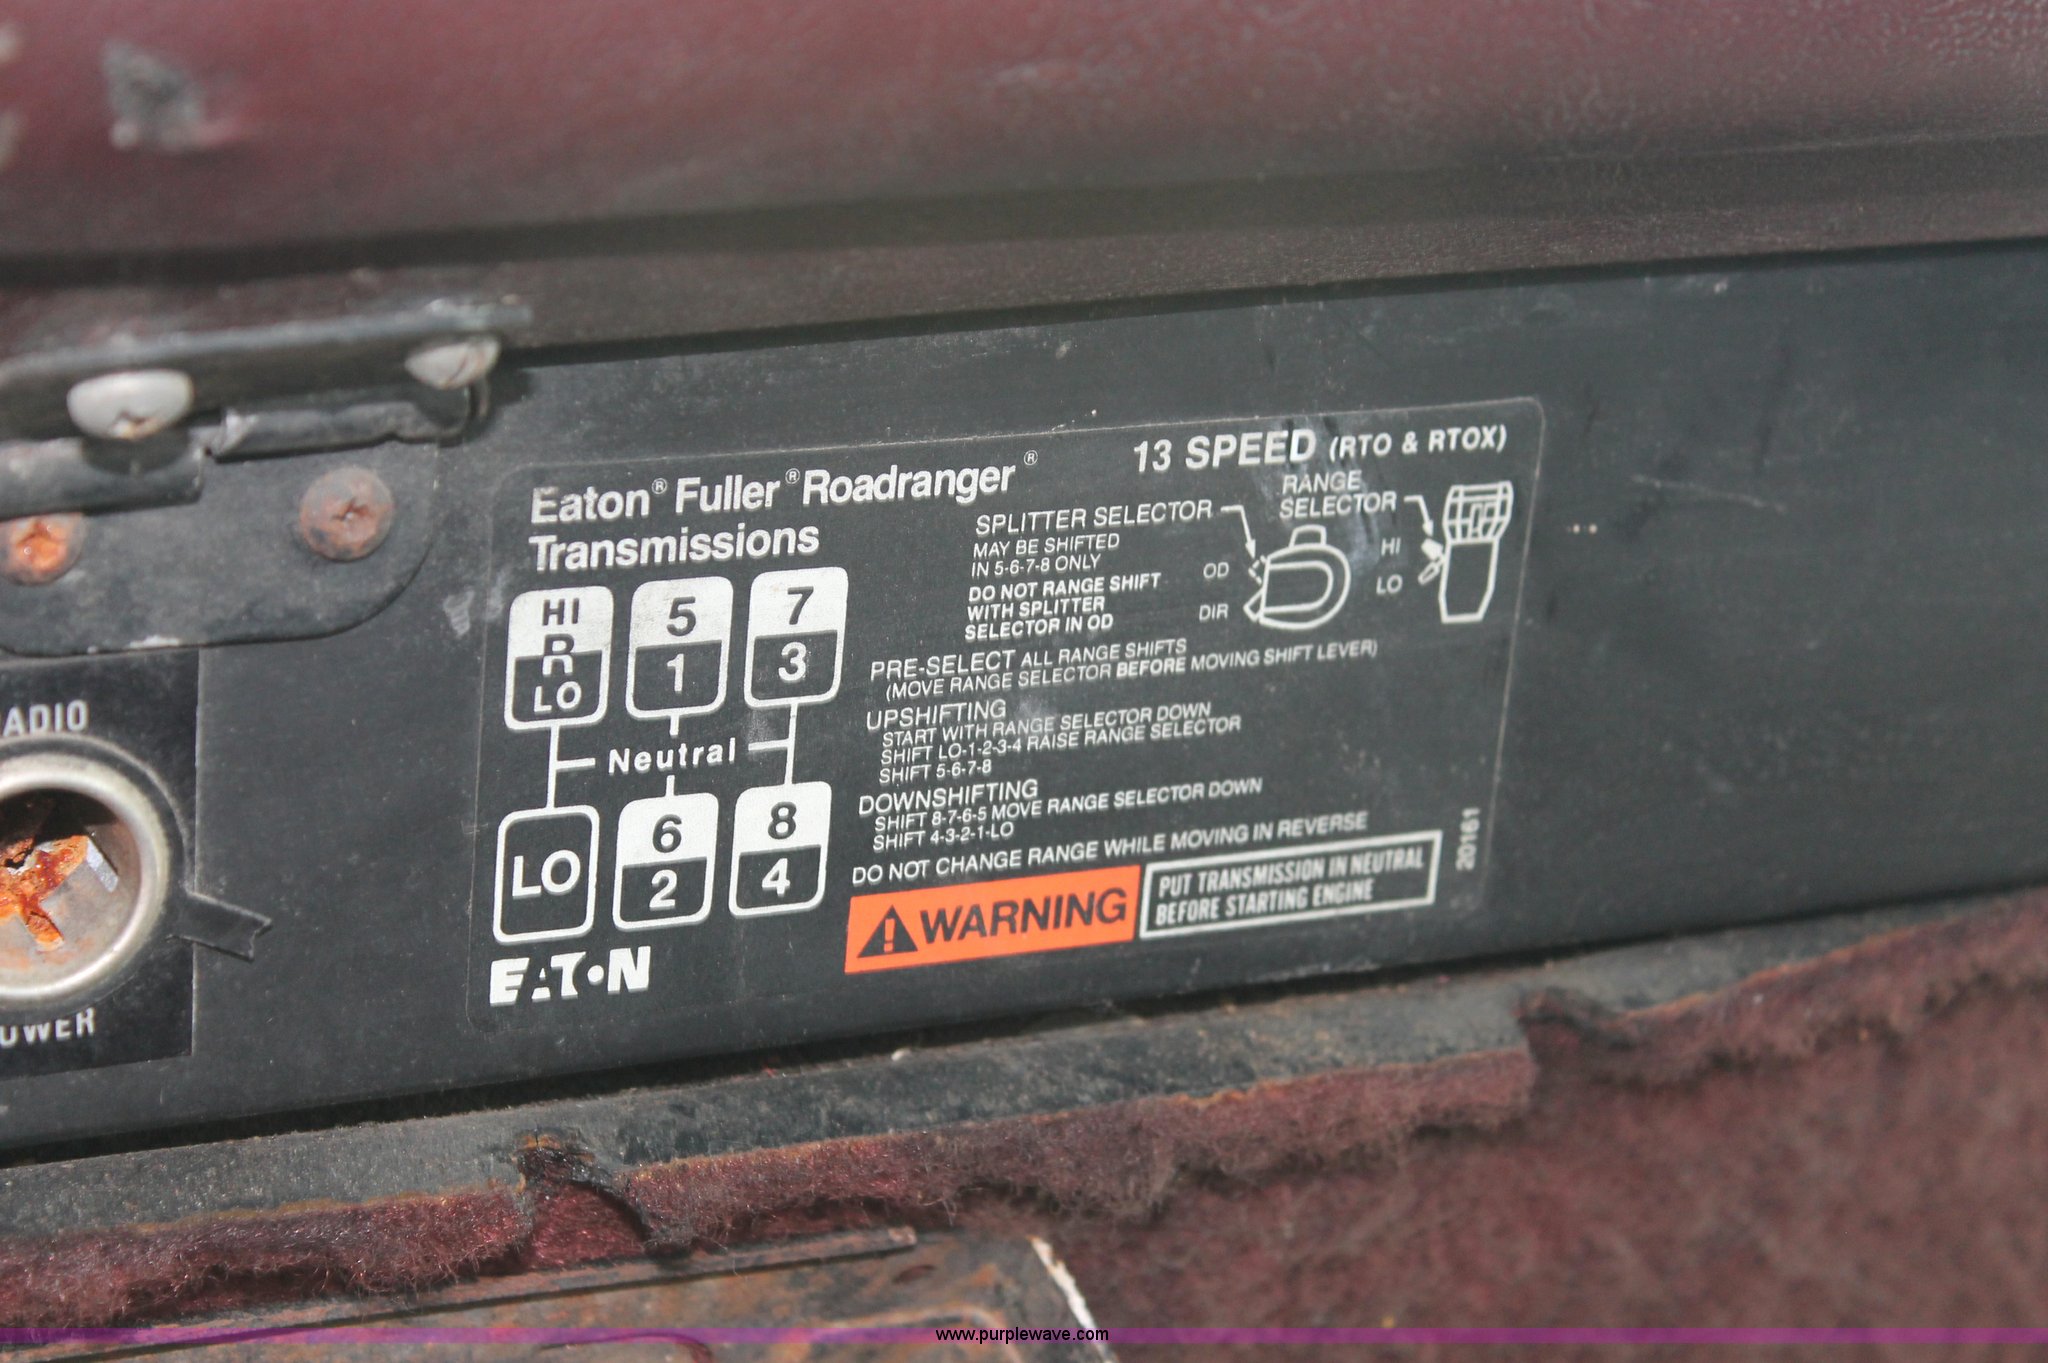 Eaton® Fuller® Roadranger®
Transmissions
13 SPEED (RTO & RTOX)
SPLITTER SELECTOR
MAY BE SHIFTED
IN 5-6-7-8 ONLY
DO NOT RANGE SHIFT
WITH SPLITTER
SELECTOR IN OD
OD
DIR
RANGE
SELECTOR
HI
LO
HI
R
LO
5
1
7
3
Neutral
LO
6
2
8
4
PRE-SELECT ALL RANGE SHIFTS
(MOVE RANGE SELECTOR BEFORE MOVING SHIFT LEVER)
UPSHIFTING
START WITH RANGE SELECTOR DOWN
SHIFT LO-1-2-3-4 RAISE RANGE SELECTOR
SHIFT 5-6-7-8
DOWNSHIFTING
SHIFT 8-7-6-5 MOVE RANGE SELECTOR DOWN
SHIFT 4-3-2-1-LO
DO NOT CHANGE RANGE WHILE MOVING IN REVERSE
WARNING
PUT TRANSMISSION IN NEUTRAL
BEFORE STARTING ENGINE
20161
EAT•N
ADIO
OWER
www.purplewave.com